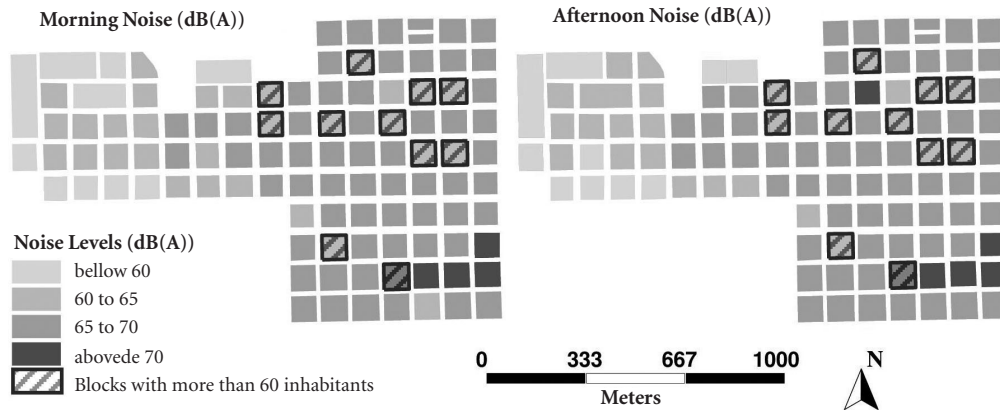 Morning Noise (dB(A))
Afternoon Noise (dB(A))
Noise Levels (dB(A))
bellow 60
60 to 65
65 to 70
abovede 70
Blocks with more than 60 inhabitants
0 333 667 1000
Meters
N